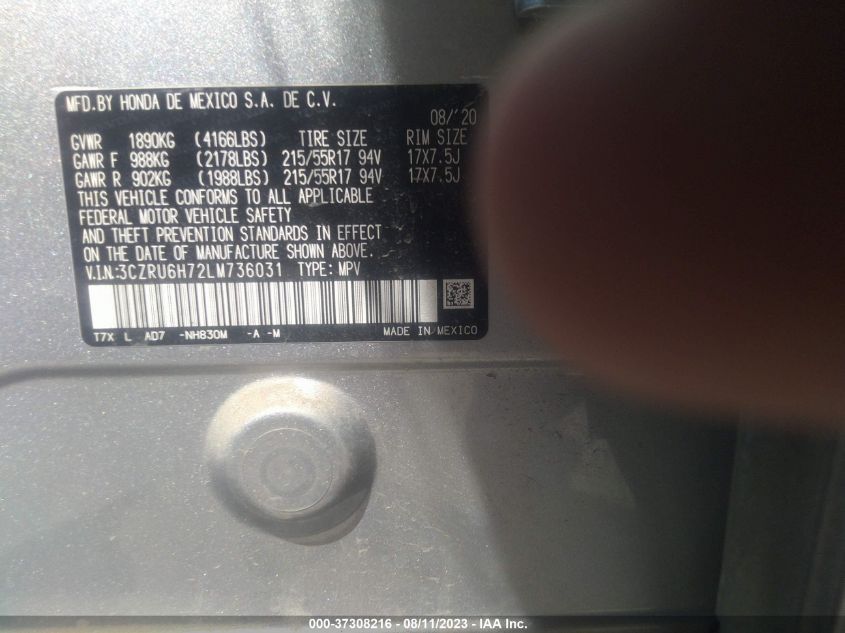 MFD.BY HONDA DE MEXICO S.A. DE C.V.
08/'20
GVWR 1890KG (4166LBS) TIRE SIZE RIM SIZE
GAWR F 988KG (2178LBS) 215/55R17 94V 17X7.5J
GAWR R 902KG (1988LBS) 215/55R17 94V 17X7.5J
THIS VEHICLE CONFORMS TO ALL APPLICABLE
FEDERAL MOTOR VEHICLE SAFETY
AND THEFT PREVENTION STANDARDS IN EFFECT
ON THE DATE OF MANUFACTURE SHOWN ABOVE.
V.I.N.:3CZRU6H72LM736031 TYPE: MPV
T7X L AD7 -NH830M -A -M MADE IN MEXICO
000-37308216 - 08/11/2023 - IAA Inc.